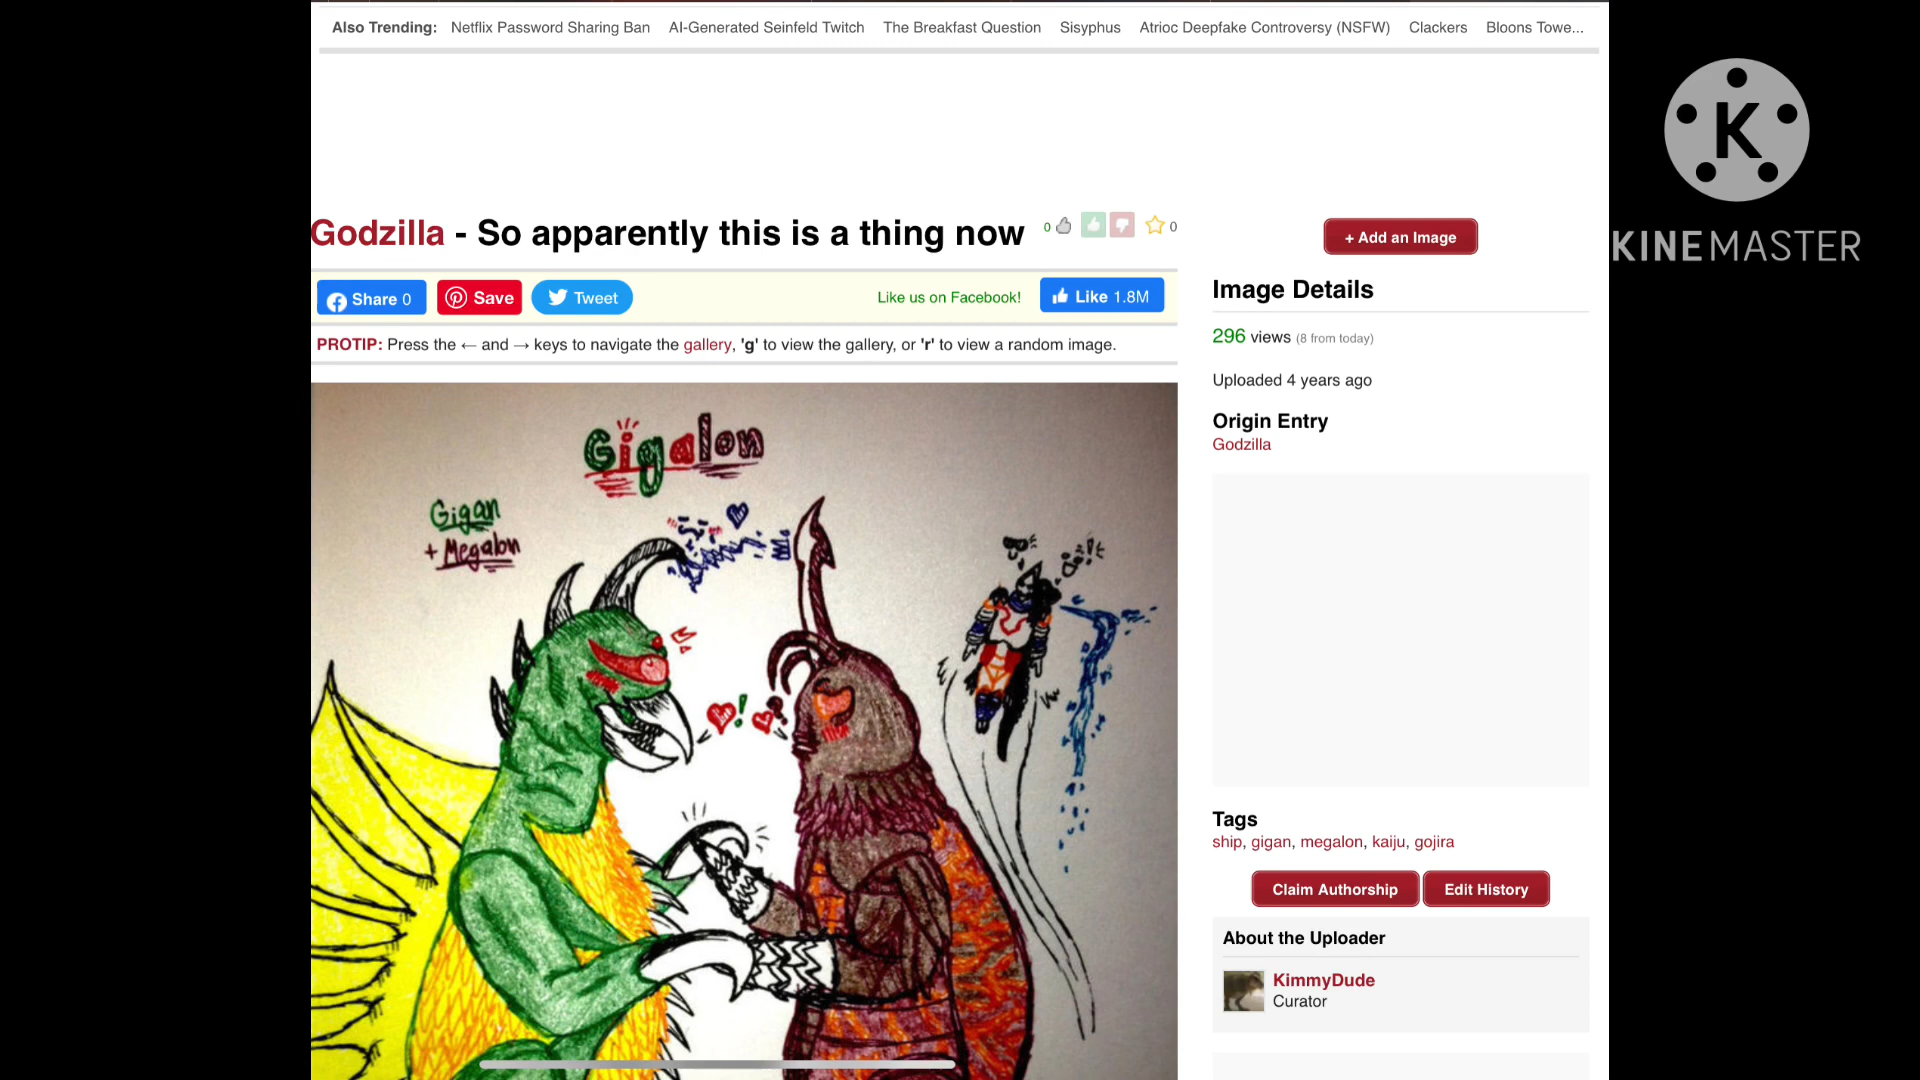 Also Trending: Netflix Password Sharing Ban AI-Generated Seinfeld Twitch The Breakfast Question Sisyphus Atrioc Deepfake Controversy (NSFW) Clackers Bloons Towe...
K
KINEMASTER
Godzilla - So apparently this is a thing now 0 0
+ Add an Image
Share 0 Save Tweet Like us on Facebook! Like 1.8M
PROTIP: Press the ← and → keys to navigate the gallery, 'g' to view the gallery, or 'r' to view a random image.
Image Details
296 views (8 from today)
Uploaded 4 years ago
Origin Entry
Godzilla
Gigalon
Gigan
+ Megalon
Tags
ship, gigan, megalon, kaiju, gojira
Claim Authorship Edit History
About the Uploader
KimmyDude
Curator